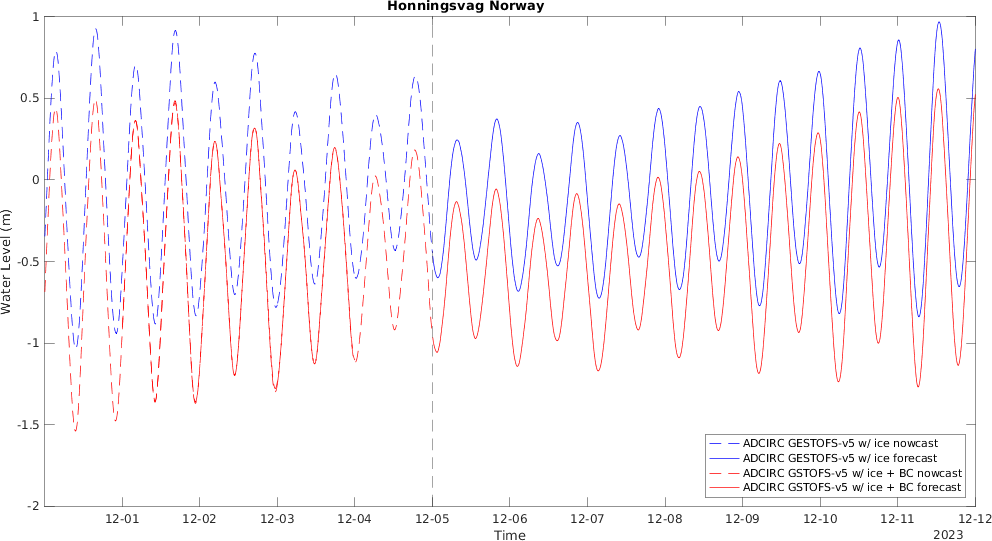 Honningsvag Norway
1
0.5
0
-0.5
-1
-1.5
-2
Water Level (m)
ADCIRC GESTOFS-v5 w/ ice nowcast
ADCIRC GESTOFS-v5 w/ ice forecast
ADCIRC GSTOFS-v5 w/ ice + BC nowcast
ADCIRC GSTOFS-v5 w/ ice + BC forecast
12-01 12-02 12-03 12-04 12-05 12-06 12-07 12-08 12-09 12-10 12-11 12-12
Time
2023